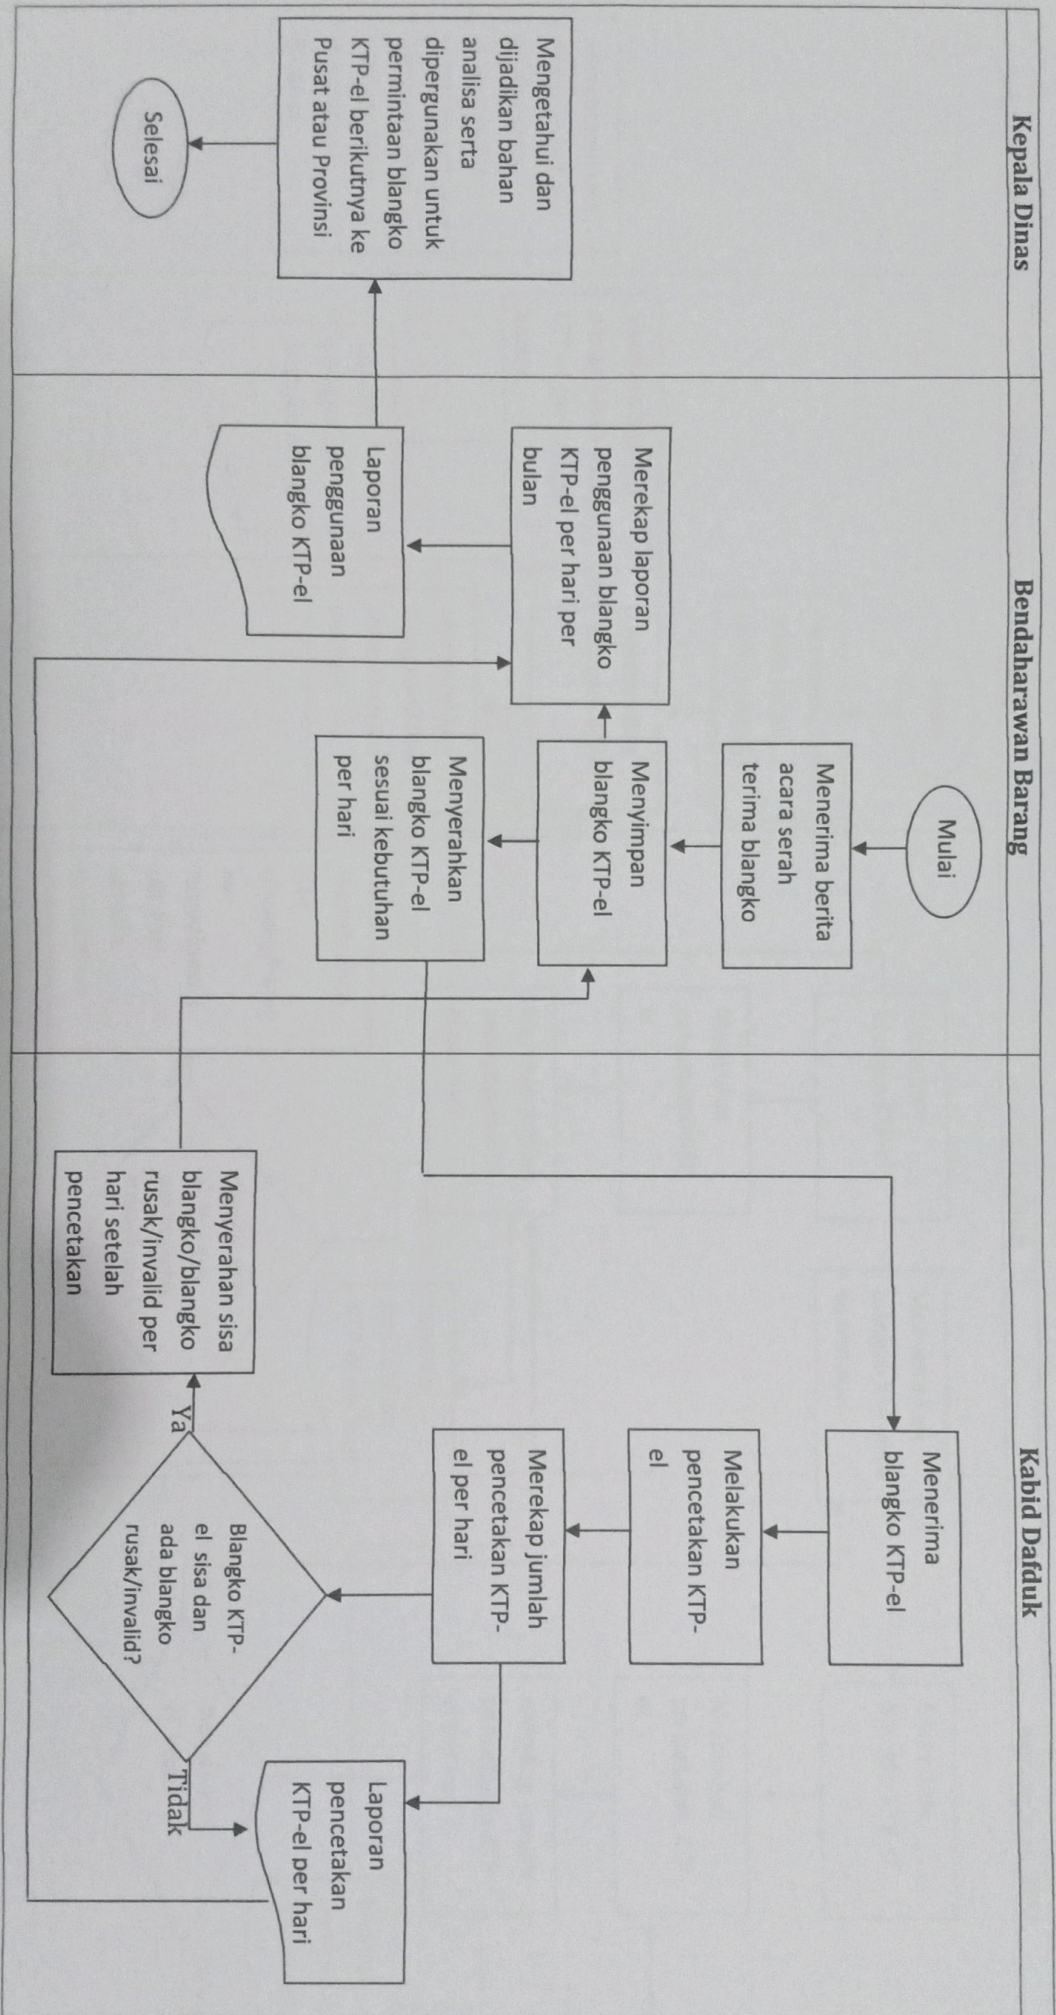 Kepala Dinas
Bendaharawan Barang
Kabid Dafduk
Mengetahui dan
dijadikan bahan
analisa serta
dipergunakan untuk
permintaan blangko
KTP-el berikutnya ke
Pusat atau Provinsi
Selesai
Mulai
Menerima berita
acara serah
terima blangko
Menyimpan
blangko KTP-el
Merekap laporan
penggunaan blangko
KTP-el per hari per
bulan
Menyerahkan
blangko KTP-el
sesuai kebutuhan
per hari
Laporan
penggunaan
blangko KTP-el
Menerima
blangko KTP-el
Melakukan
pencetakan KTP-
el
Merekap jumlah
pencetakan KTP-
el per hari
Blangko KTP-
el sisa dan
ada blangko
rusak/invalid?
Ya
Tidak
Menyerahan sisa
blangko/blangko
rusak/invalid per
hari setelah
pencetakan
Laporan
pencetakan
KTP-el per hari